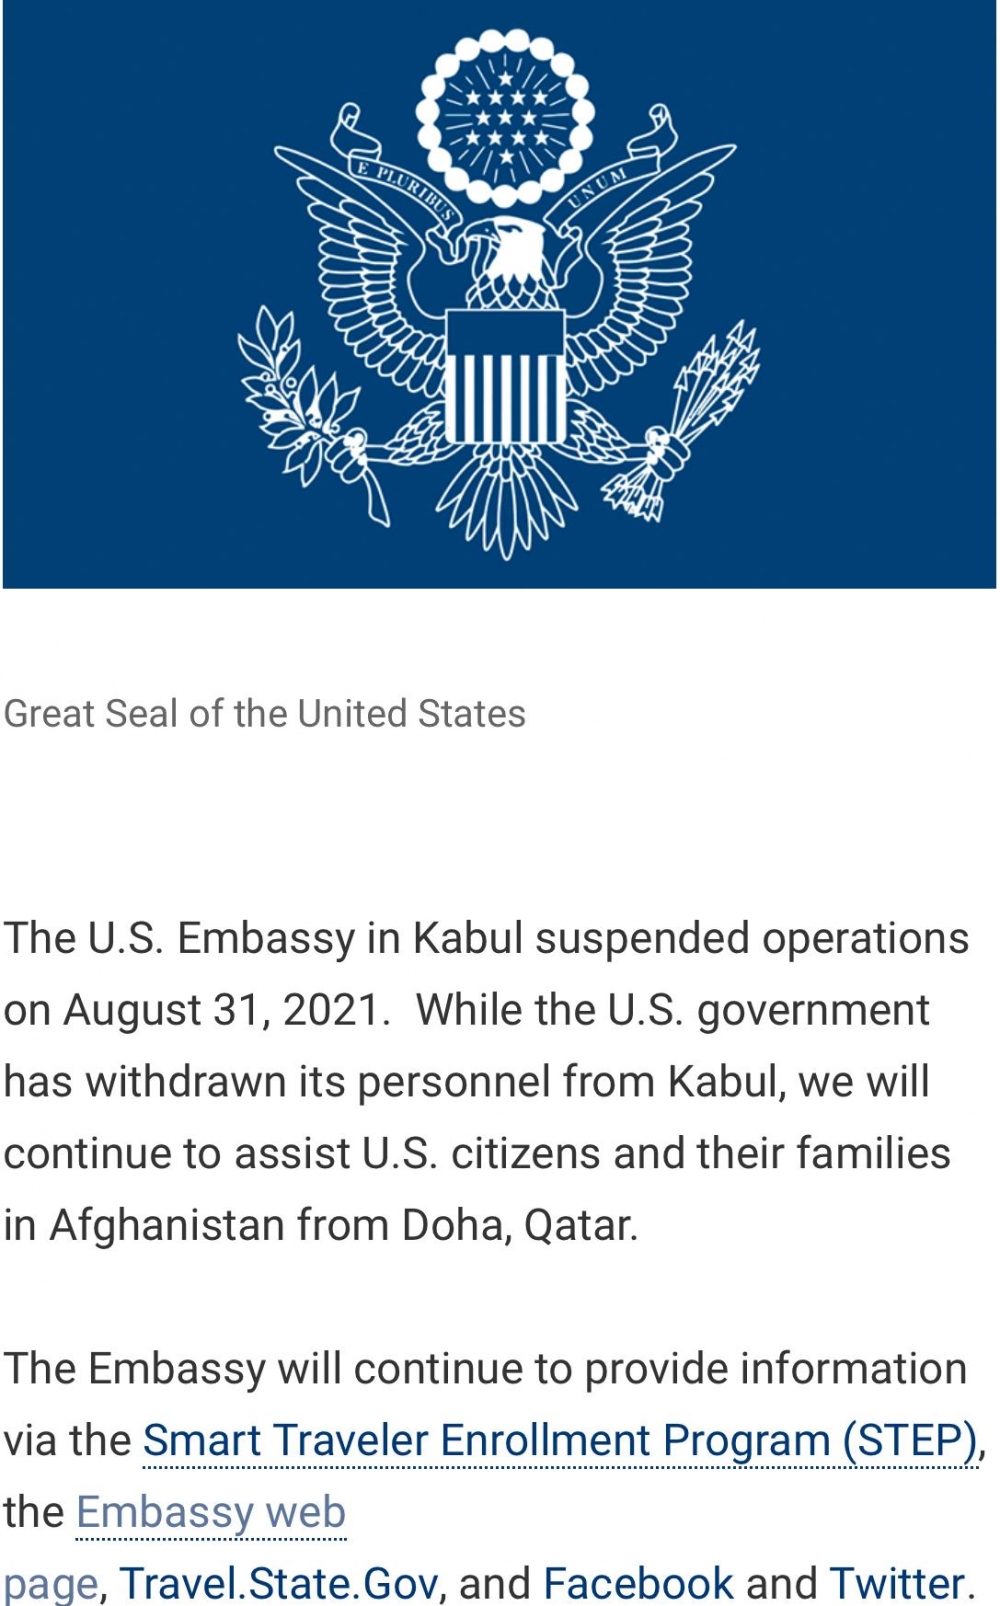 E PLURIBUS UNUM
Great Seal of the United States
The U.S. Embassy in Kabul suspended operations
on August 31, 2021.  While the U.S. government
has withdrawn its personnel from Kabul, we will
continue to assist U.S. citizens and their families
in Afghanistan from Doha, Qatar.
The Embassy will continue to provide information
via the Smart Traveler Enrollment Program (STEP),
the Embassy web
page, Travel.State.Gov, and Facebook and Twitter.